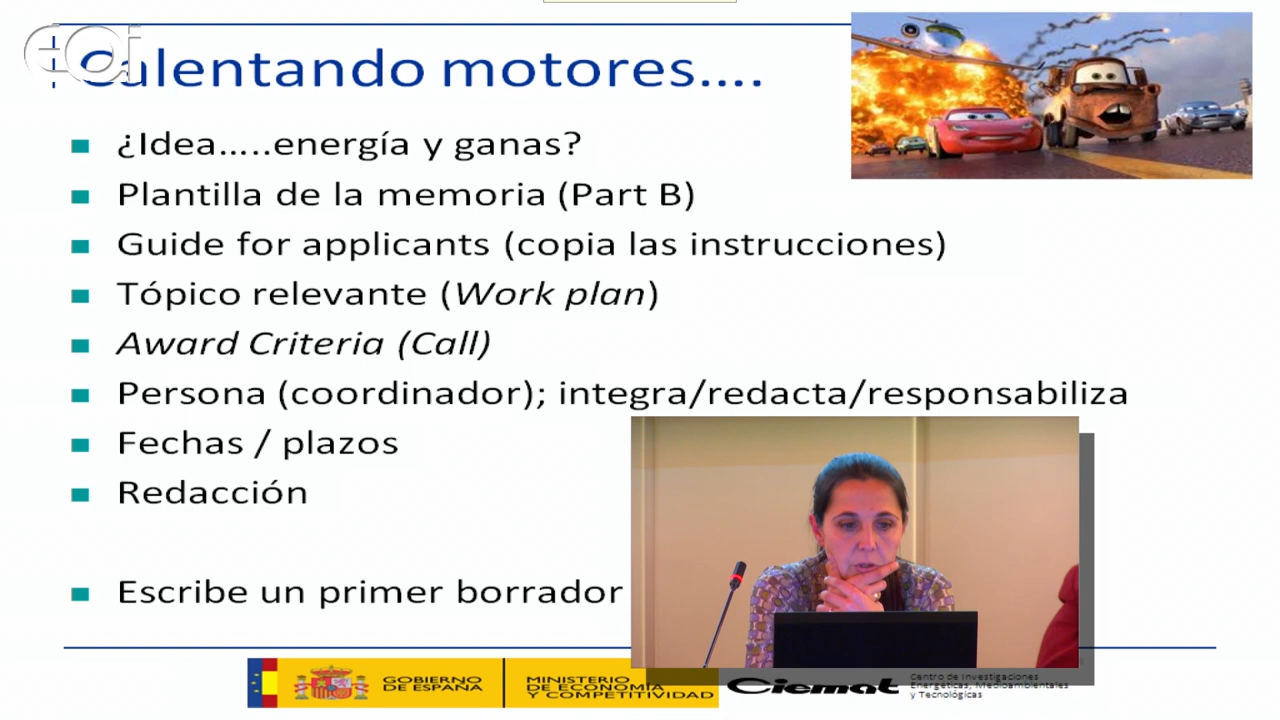 eoi
Calentando motores....
¿Idea.....energía y ganas?
Plantilla de la memoria (Part B)
Guide for applicants (copia las instrucciones)
Tópico relevante (Work plan)
Award Criteria (Call)
Persona (coordinador); integra/redacta/responsabiliza
Fechas / plazos
Redacción
Escribe un primer borrador
GOBIERNO
DE ESPAÑA
MINISTERIO
DE ECONOMÍA
Y COMPETITIVIDAD
Ciemat
Centro de Investigaciones
Energéticas, Medioambientales
y Tecnológicas